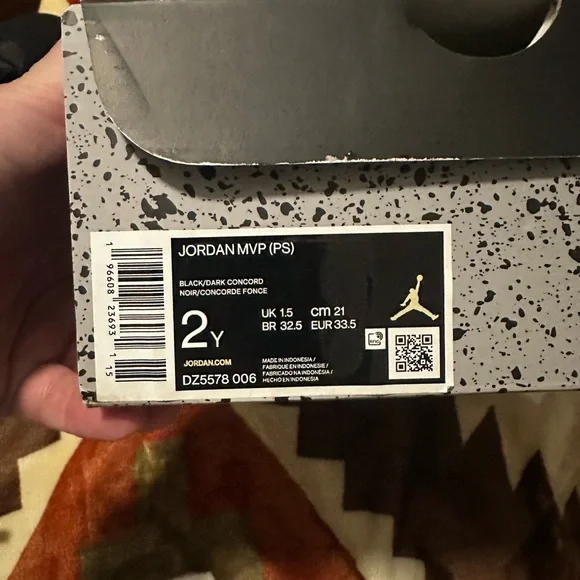 JORDAN MVP (PS)
BLACK/DARK CONCORD
NOIR/CONCORDE FONCE
2Y
UK 1.5 cm 21
BR 32.5 EUR 33.5
JORDAN.COM
DZ5578 006
MADE IN INDONESIA /
FABRIQUE EN INDONESIE /
FABRICADO NA INDONÉSIA /
HECHO EN INDONESIA
1 96608 23693 15